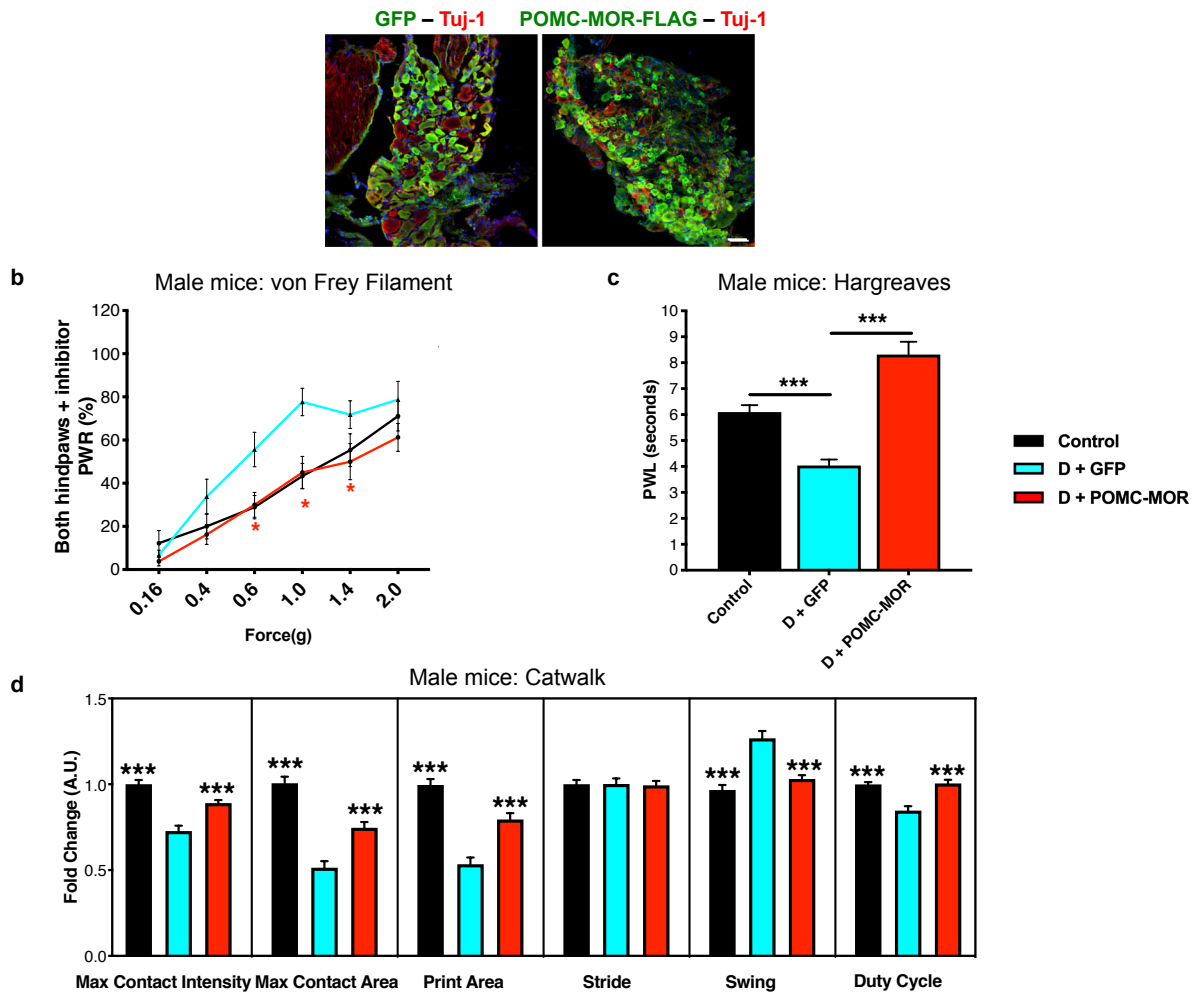 GFP – Tuj-1 POMC-MOR-FLAG – Tuj-1
b Male mice: von Frey Filament
Both hindpaws + inhibitor
PWR (%)
120
100
80
60
40
20
0
* * *
0.16 0.4 0.6 1.0 1.4 2.0
Force(g)
c Male mice: Hargreaves
PWL (seconds)
10
9
8
7
6
5
4
3
2
1
0
***
***
Control D + GFP D + POMC-MOR
Control
D + GFP
D + POMC-MOR
d Male mice: Catwalk
Fold Change (A.U.)
1.5
1.0
0.5
0.0
*** *** *** *** *** *** *** *** *** ***
Max Contact Intensity Max Contact Area Print Area Stride Swing Duty Cycle